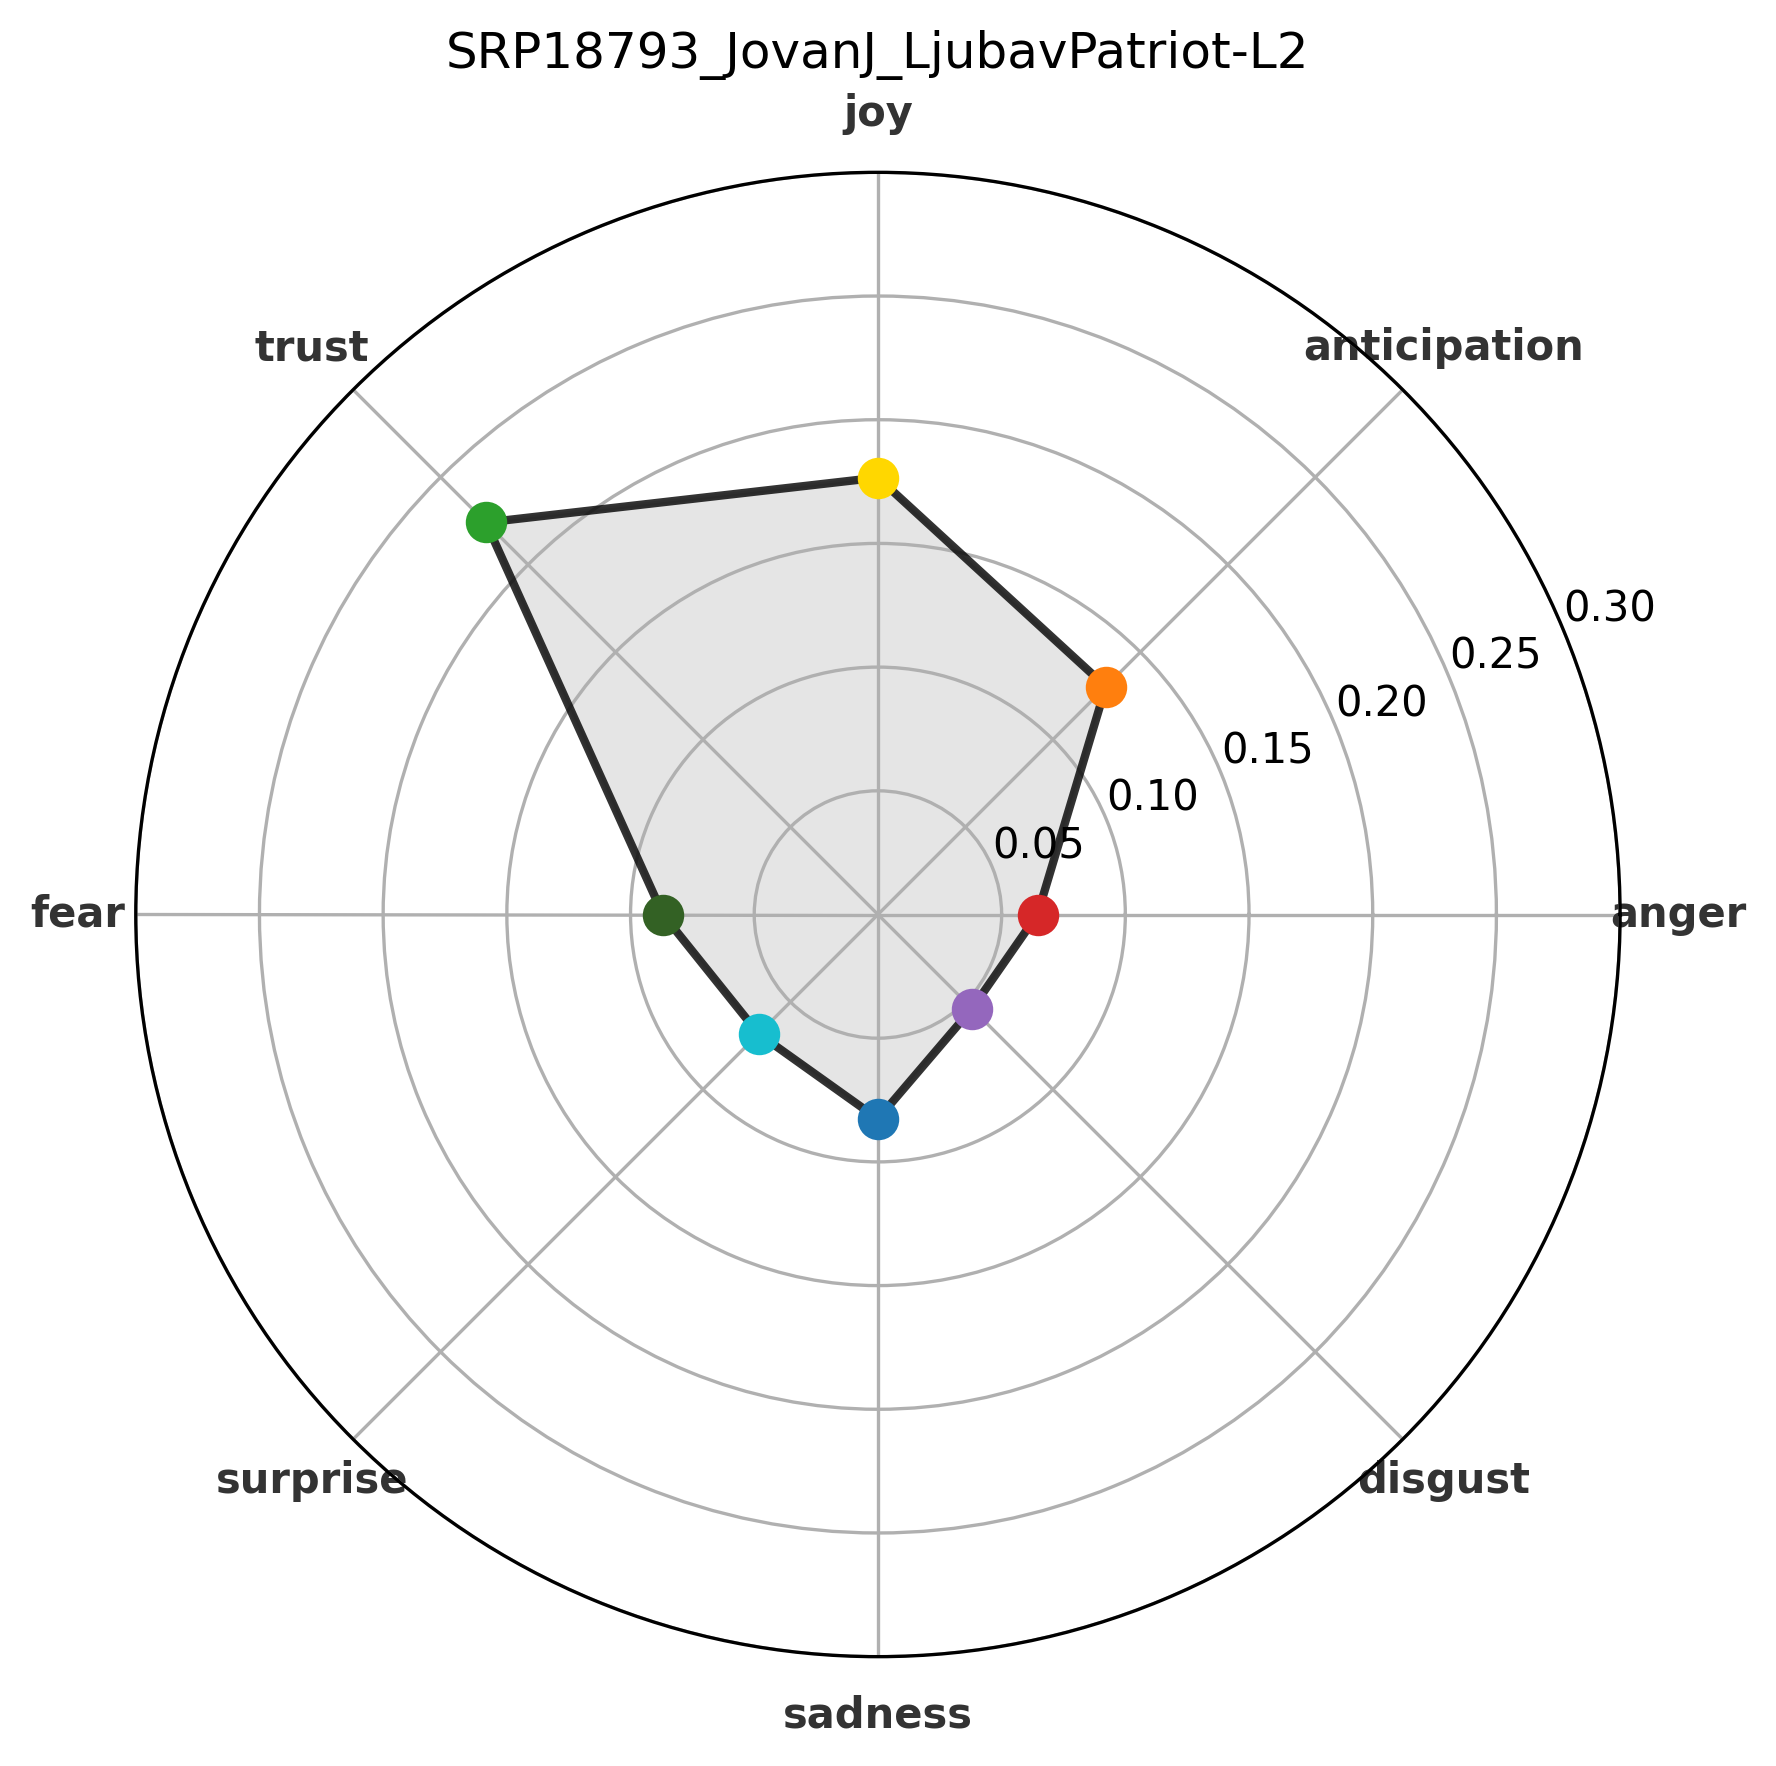 SRP18793_JovanJ_LjubavPatriot-L2
joy
trust
anticipation
0.30
0.25
0.20
0.15
0.10
0.05
fear
anger
surprise
disgust
sadness